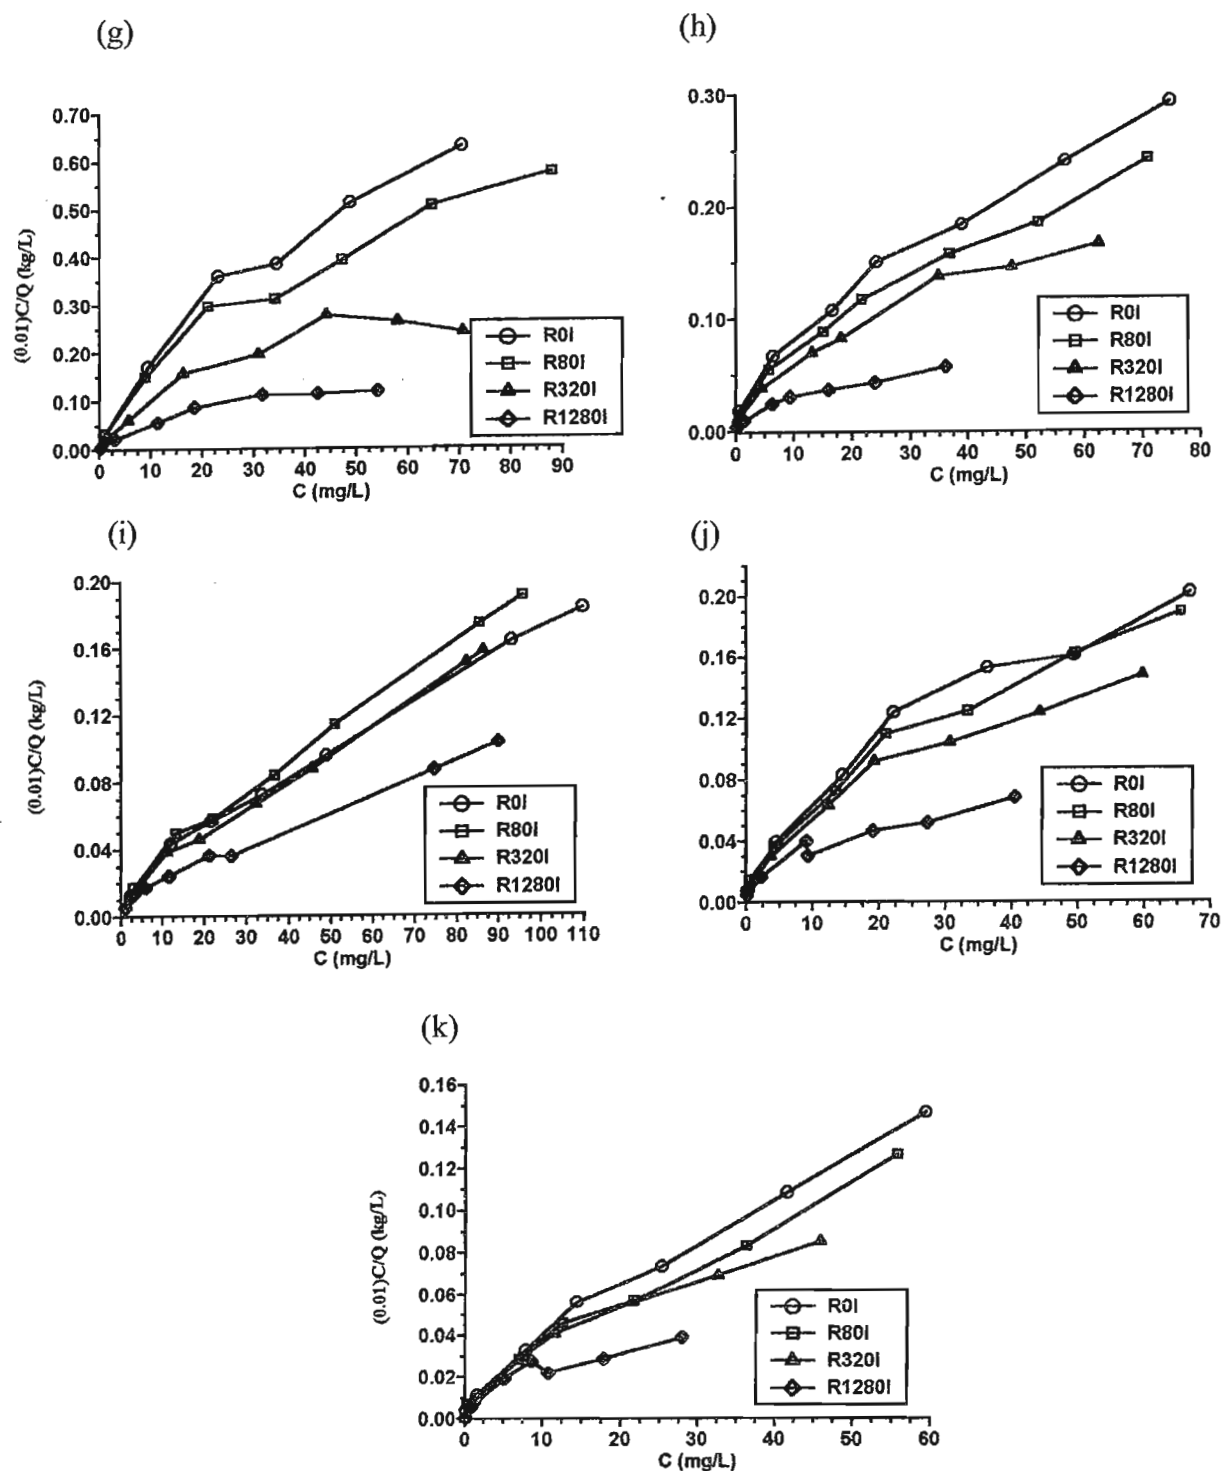 (g)
0.70
0.60
0.50
0.40
0.30
0.20
0.10
0.00
(0.01)C/Q (kg/L)
0 10 20 30 40 50 60 70 80 90
C (mg/L)
R0I
R80I
R320I
R1280I
(h)
0.30
0.20
0.10
0.00
0 10 20 30 40 50 60 70 80
C (mg/L)
R0I
R80I
R320I
R1280I
(i)
0.20
0.16
0.12
0.08
0.04
0.00
(0.01)C/Q (kg/L)
0 10 20 30 40 50 60 70 80 90 100 110
C (mg/L)
R0I
R80I
R320I
R1280I
(j)
0.20
0.16
0.12
0.08
0.04
0.00
0 10 20 30 40 50 60 70
C (mg/L)
R0I
R80I
R320I
R1280I
(k)
0.16
0.14
0.12
0.10
0.08
0.06
0.04
0.02
0.00
(0.01)C/Q (kg/L)
0 10 20 30 40 50 60
C (mg/L)
R0I
R80I
R320I
R1280I